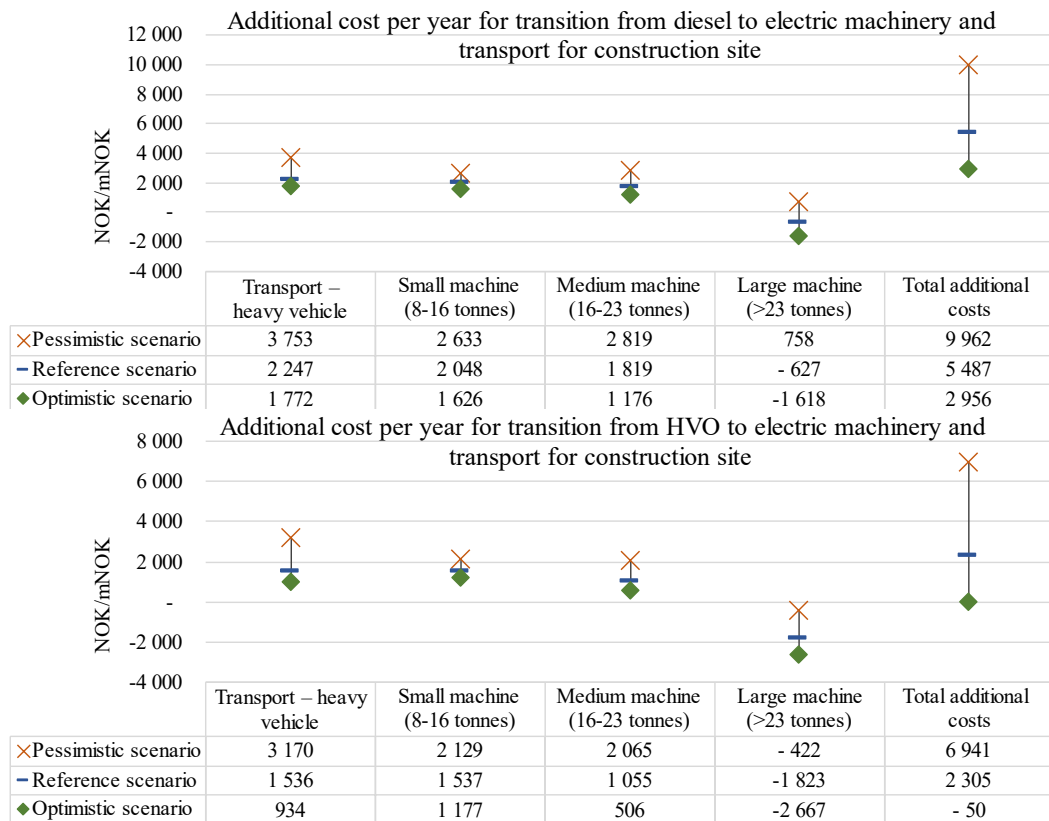 Additional cost per year for transition from diesel to electric machinery and
transport for construction site
12 000
10 000
8 000
6 000
4 000
2 000
-
-2 000
-4 000
NOK/mNOK
Transport – heavy vehicle
Small machine (8-16 tonnes)
Medium machine (16-23 tonnes)
Large machine (>23 tonnes)
Total additional costs
Pessimistic scenario 3 753 2 633 2 819 758 9 962
Reference scenario 2 247 2 048 1 819 - 627 5 487
Optimistic scenario 1 772 1 626 1 176 -1 618 2 956
Additional cost per year for transition from HVO to electric machinery and
transport for construction site
8 000
6 000
4 000
2 000
-
-2 000
-4 000
NOK/mNOK
Transport – heavy vehicle
Small machine (8-16 tonnes)
Medium machine (16-23 tonnes)
Large machine (>23 tonnes)
Total additional costs
Pessimistic scenario 3 170 2 129 2 065 - 422 6 941
Reference scenario 1 536 1 537 1 055 -1 823 2 305
Optimistic scenario 934 1 177 506 -2 667 - 50